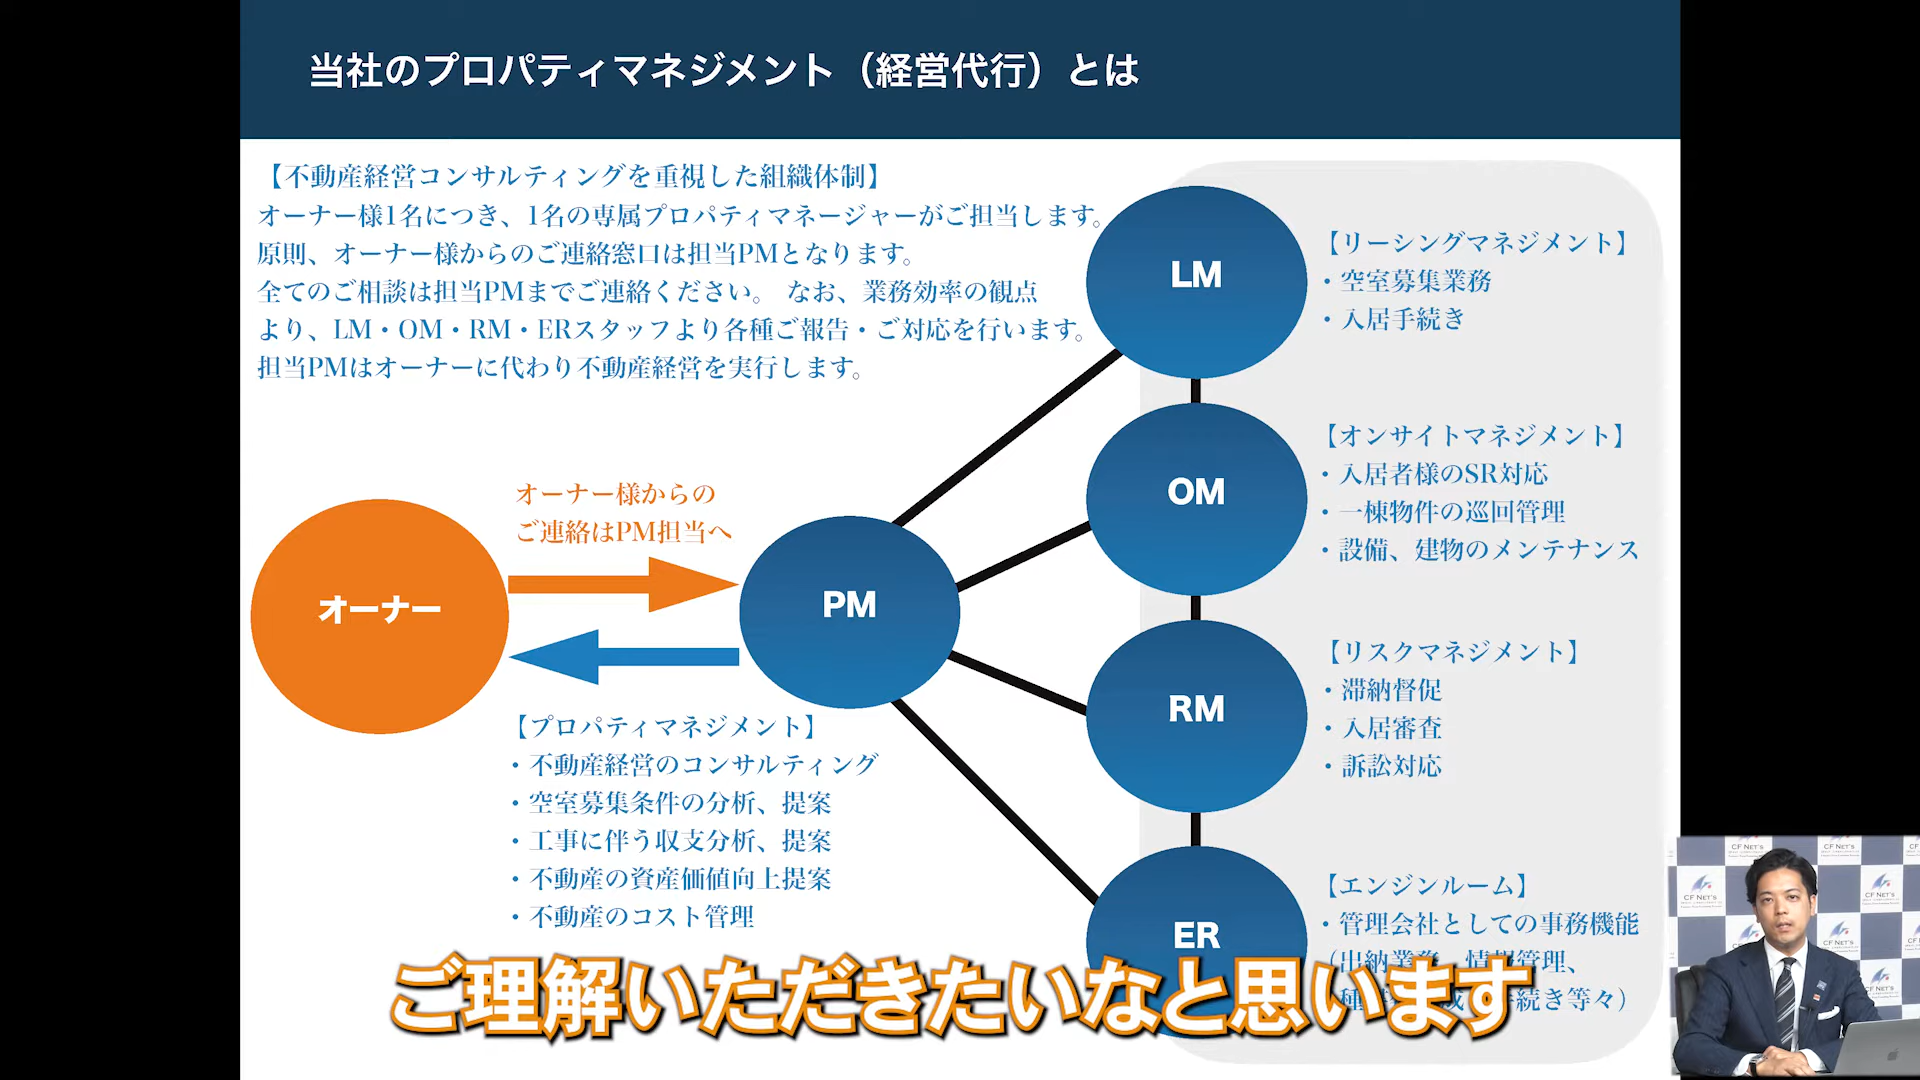 当社のプロパティマネジメント（経営代行）とは
【不動産経営コンサルティングを重視した組織体制】
オーナー様1名につき、1名の専属プロパティマネージャーがご担当します。
原則、オーナー様からのご連絡窓口は担当PMとなります。
全てのご相談は担当PMまでご連絡ください。 なお、業務効率の観点
より、LM・OM・RM・ERスタッフより各種ご報告・ご対応を行います。
担当PMはオーナーに代わり不動産経営を実行します。
オーナー
オーナー様からの
ご連絡はPM担当へ
PM
【プロパティマネジメント】
・不動産経営のコンサルティング
・空室募集条件の分析、提案
・工事に伴う収支分析、提案
・不動産の資産価値向上提案
・不動産のコスト管理
LM
【リーシングマネジメント】
・空室募集業務
・入居手続き
OM
【オンサイトマネジメント】
・入居者様のSR対応
・一棟物件の巡回管理
・設備、建物のメンテナンス
RM
【リスクマネジメント】
・滞納督促
・入居審査
・訴訟対応
ER
【エンジンルーム】
・管理会社としての事務機能
（出納業務、情報管理、
続き等々）
ご理解いただきたいなと思います
CF NET'S